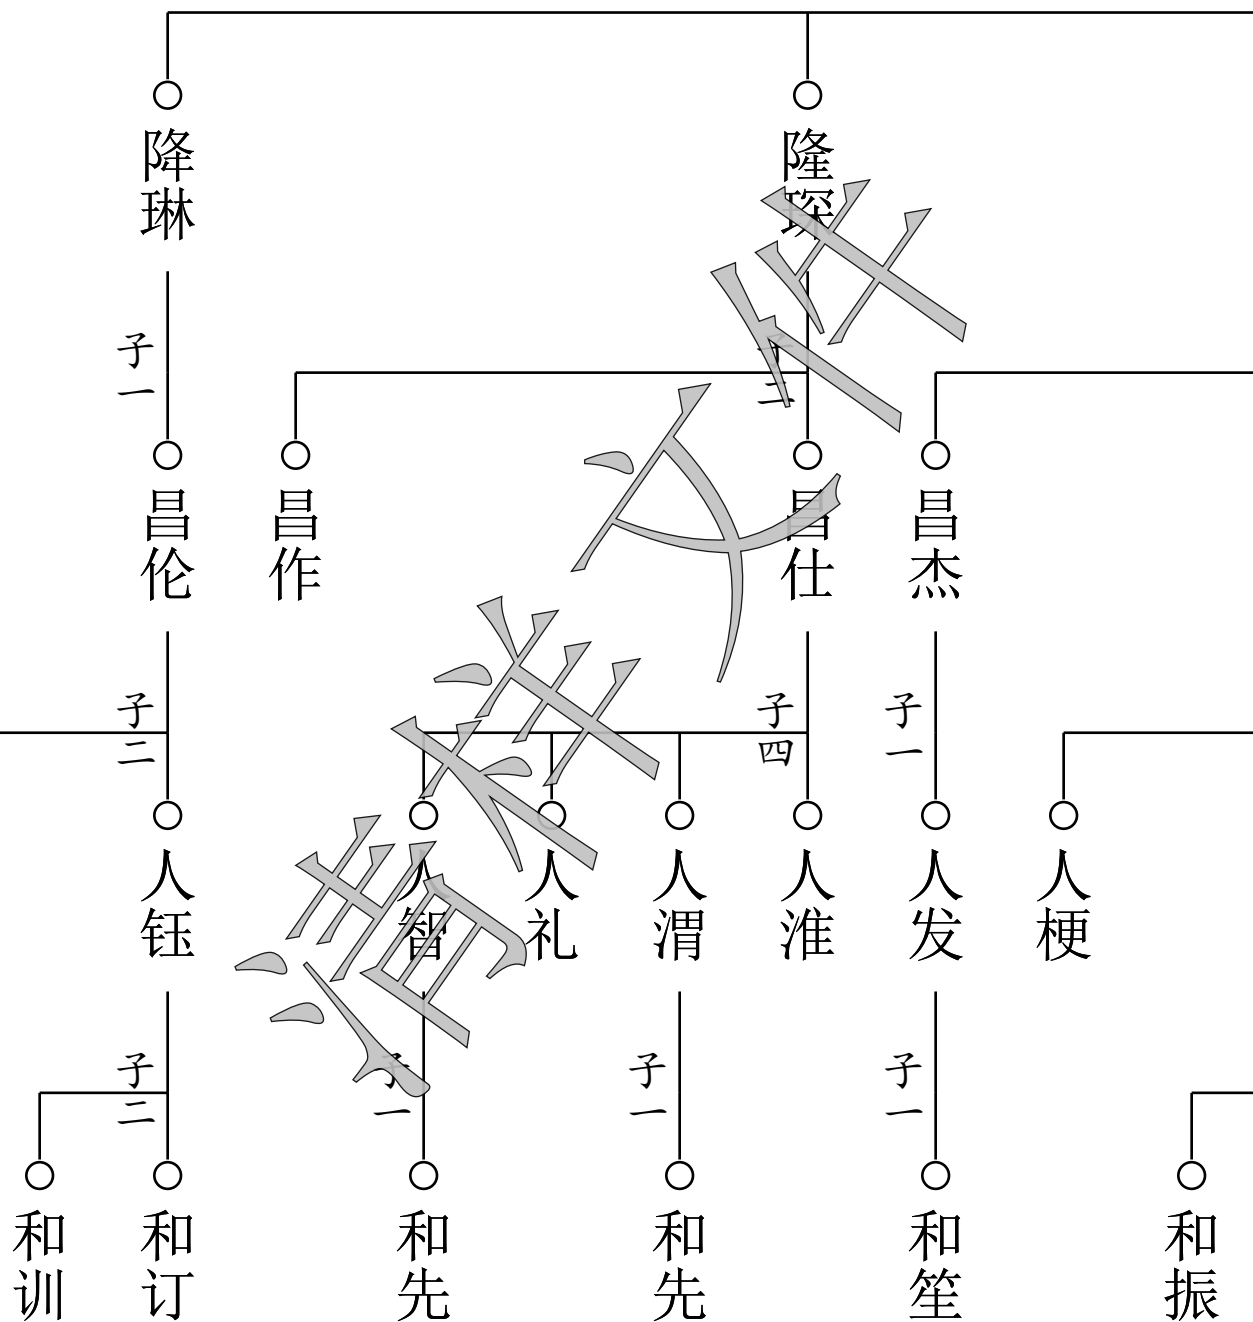 降琳
隆琛
子一
子二
昌伦
昌作
昌仕
昌杰
子二
子四
子一
人钰
人智
人礼
人渭
人淮
人发
人梗
子二
子一
子一
子一
和训
和订
和先
和先
和笙
和振